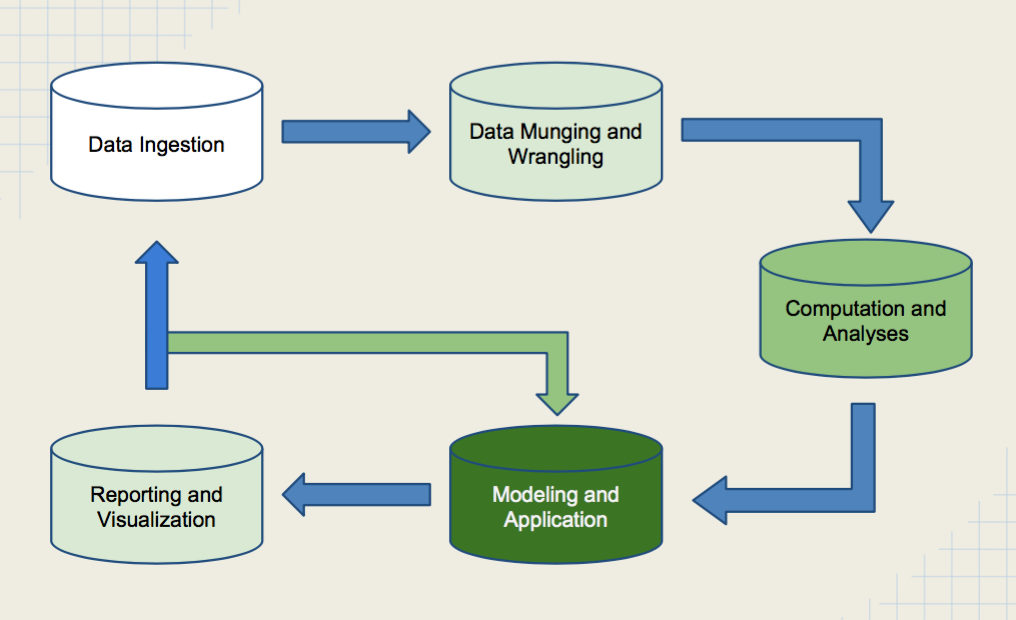 Data Ingestion
Data Munging and
Wrangling
Computation and
Analyses
Modeling and
Application
Reporting and
Visualization